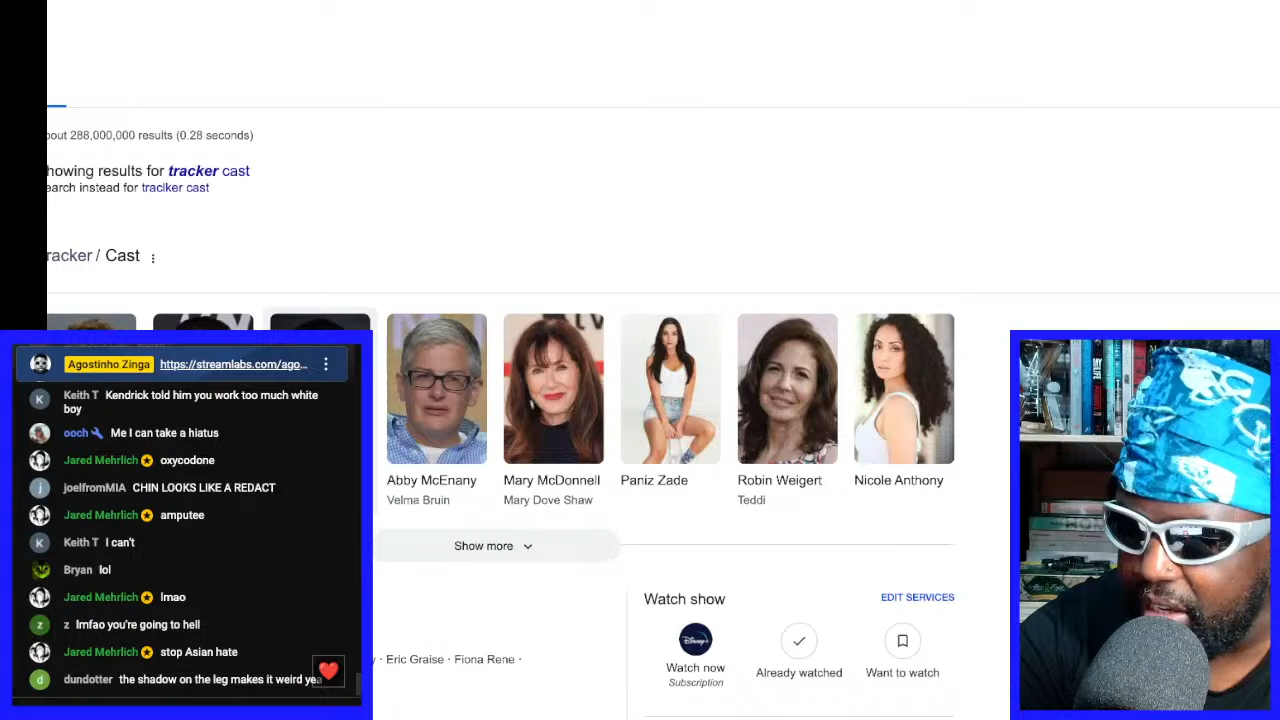 bout 288,000,000 results (0.28 seconds)
howing results for tracker cast
earch instead for traclker cast
racker / Cast
Abby McEnany
Velma Bruin
Mary McDonnell
Mary Dove Shaw
Paniz Zade
Robin Weigert
Teddi
Nicole Anthony
Show more
Watch show
EDIT SERVICES
Disney+
Watch now
Subscription
Already watched
Want to watch
y · Eric Graise · Fiona Rene ·
Agostinho Zinga https://streamlabs.com/ago...
K Keith T Kendrick told him you work too much white
boy
ooch Me I can take a hiatus
Jared Mehrlich oxycodone
j joelfromMIA CHIN LOOKS LIKE A REDACT
Jared Mehrlich amputee
K Keith T I can't
Bryan lol
Jared Mehrlich lmao
z z lmfao you're going to hell
Jared Mehrlich stop Asian hate
d dundotter the shadow on the leg makes it weird yea